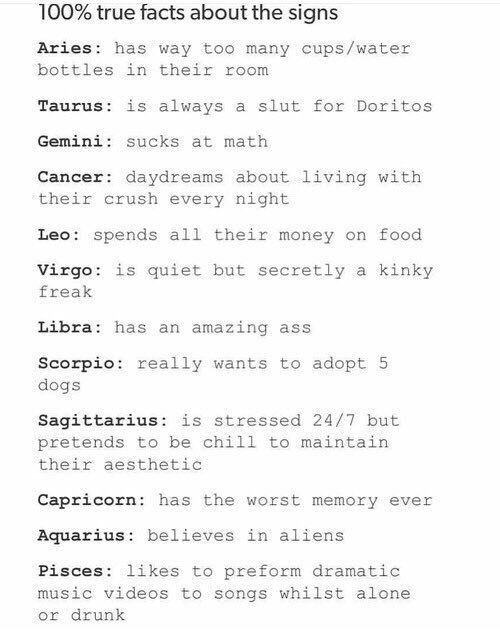 100% true facts about the signs
Aries: has way too many cups/water
bottles in their room
Taurus: is always a slut for Doritos
Gemini: sucks at math
Cancer: daydreams about living with
their crush every night
Leo: spends all their money on food
Virgo: is quiet but secretly a kinky
freak
Libra: has an amazing ass
Scorpio: really wants to adopt 5
dogs
Sagittarius: is stressed 24/7 but
pretends to be chill to maintain
their aesthetic
Capricorn: has the worst memory ever
Aquarius: believes in aliens
Pisces: likes to preform dramatic
music videos to songs whilst alone
or drunk